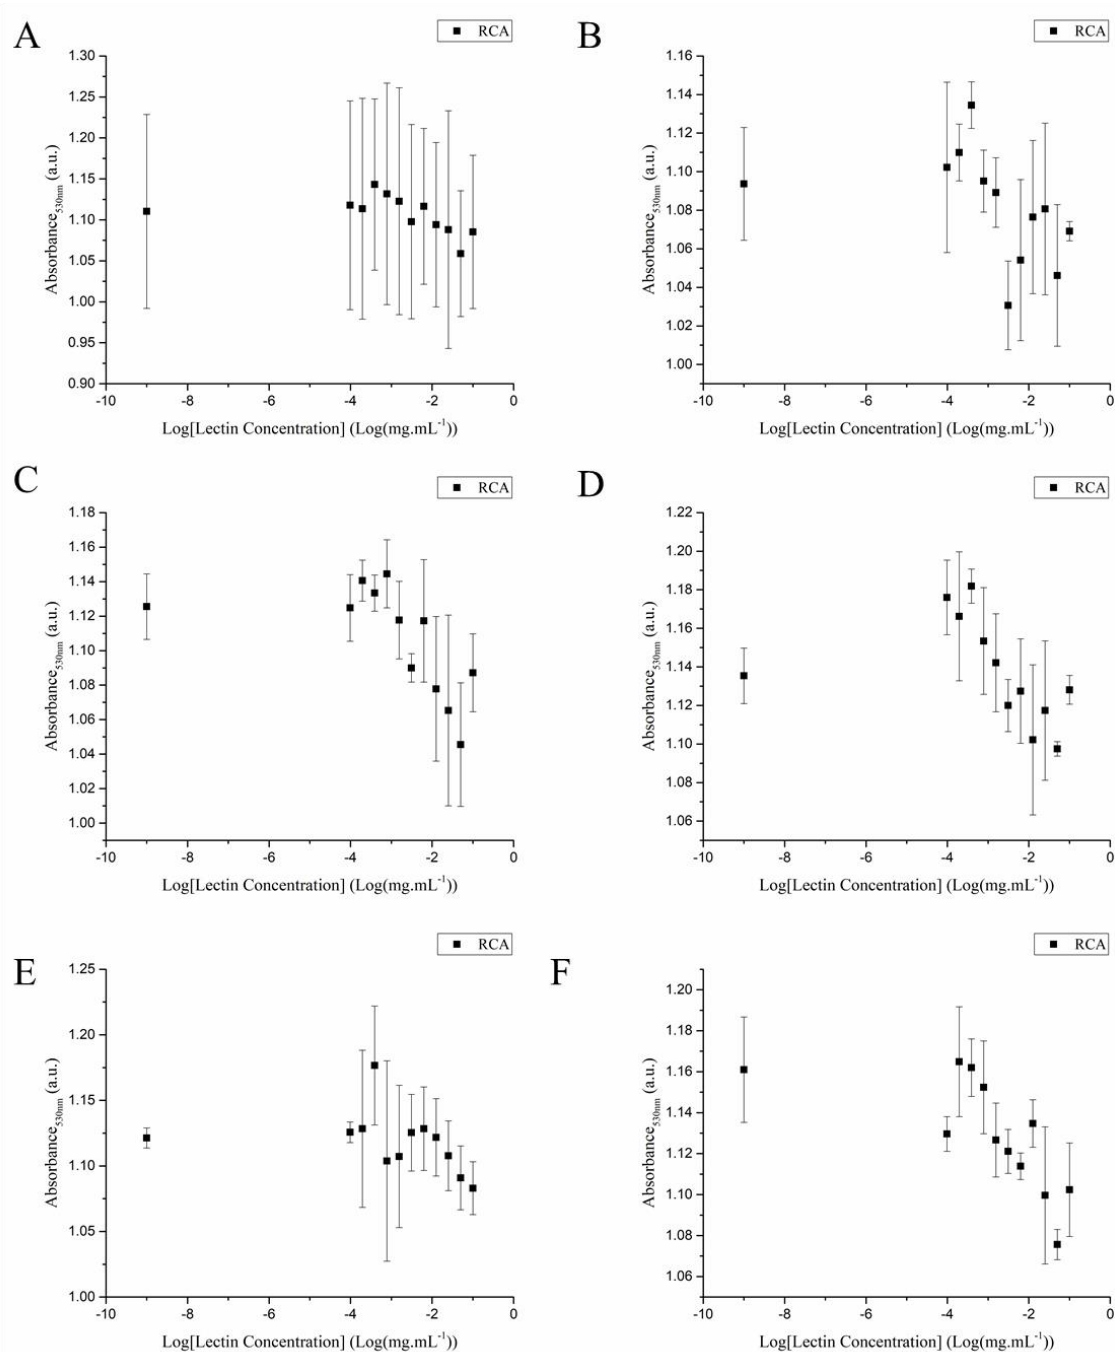 A
RCA
1.30
1.25
1.20
1.15
1.10
1.05
1.00
0.95
0.90
-10 -8 -6 -4 -2 0
Absorbance530nm (a.u.)
Log[Lectin Concentration] (Log(mg.mL-1))
B
RCA
1.16
1.14
1.12
1.10
1.08
1.06
1.04
1.02
1.00
-10 -8 -6 -4 -2 0
Absorbance530nm (a.u.)
Log[Lectin Concentration] (Log(mg.mL-1))
C
RCA
1.18
1.16
1.14
1.12
1.10
1.08
1.06
1.04
1.02
1.00
-10 -8 -6 -4 -2 0
Absorbance530nm (a.u.)
Log[Lectin Concentration] (Log(mg.mL-1))
D
RCA
1.22
1.20
1.18
1.16
1.14
1.12
1.10
1.08
1.06
-10 -8 -6 -4 -2 0
Absorbance530nm (a.u.)
Log[Lectin Concentration] (Log(mg.mL-1))
E
RCA
1.25
1.20
1.15
1.10
1.05
1.00
-10 -8 -6 -4 -2 0
Absorbance530nm (a.u.)
Log[Lectin Concentration] (Log(mg.mL-1))
F
RCA
1.20
1.18
1.16
1.14
1.12
1.10
1.08
1.06
-10 -8 -6 -4 -2 0
Absorbance530nm (a.u.)
Log[Lectin Concentration] (Log(mg.mL-1))